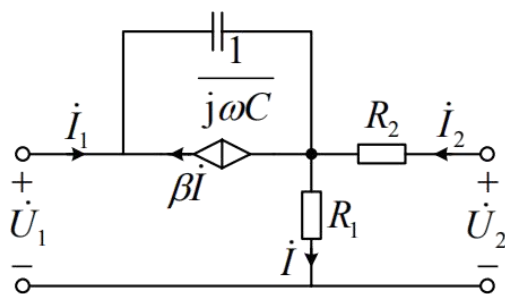 1
jωC
İ₁
R₂
İ₂
βİ
+
U̇₁
−
R₁
İ
+
U̇₂
−